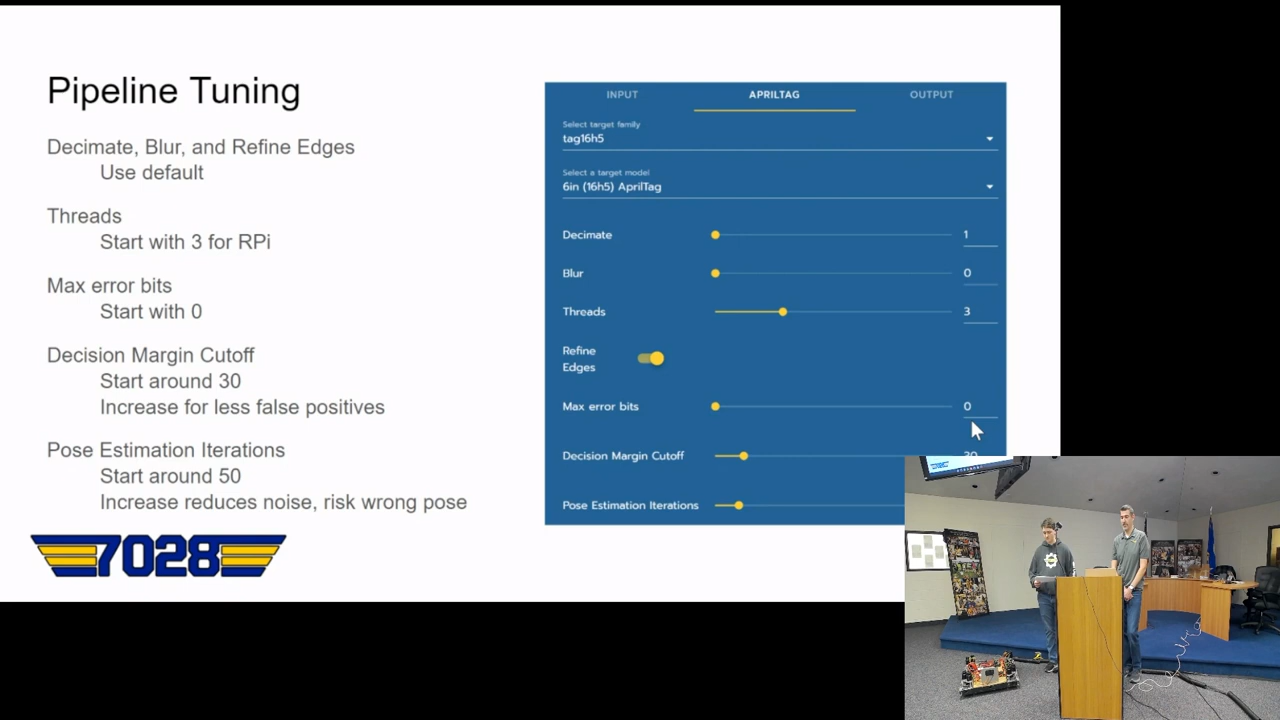 Pipeline Tuning
Decimate, Blur, and Refine Edges
Use default
Threads
Start with 3 for RPi
Max error bits
Start with 0
Decision Margin Cutoff
Start around 30
Increase for less false positives
Pose Estimation Iterations
Start around 50
Increase reduces noise, risk wrong pose
7028
INPUT APRILTAG OUTPUT
Select target family
tag16h5
Select a target model
6in (16h5) AprilTag
Decimate 1
Blur 0
Threads 3
Refine
Edges
Max error bits 0
Decision Margin Cutoff 30
Pose Estimation Iterations